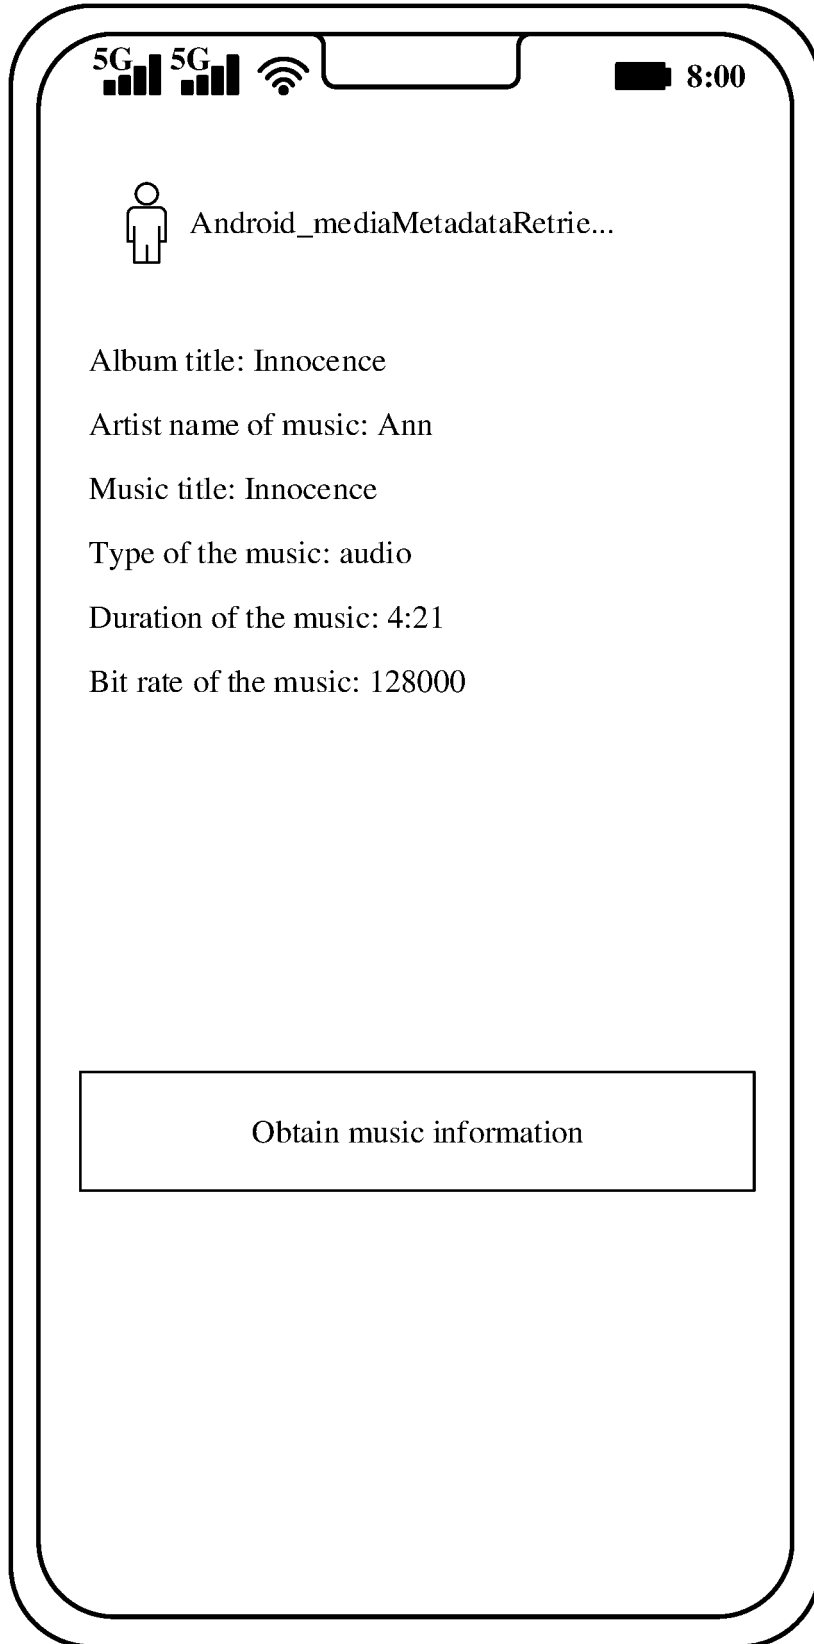 5G 5G 8:00
Android_mediaMetadataRetrie...
Album title: Innocence
Artist name of music: Ann
Music title: Innocence
Type of the music: audio
Duration of the music: 4:21
Bit rate of the music: 128000
Obtain music information